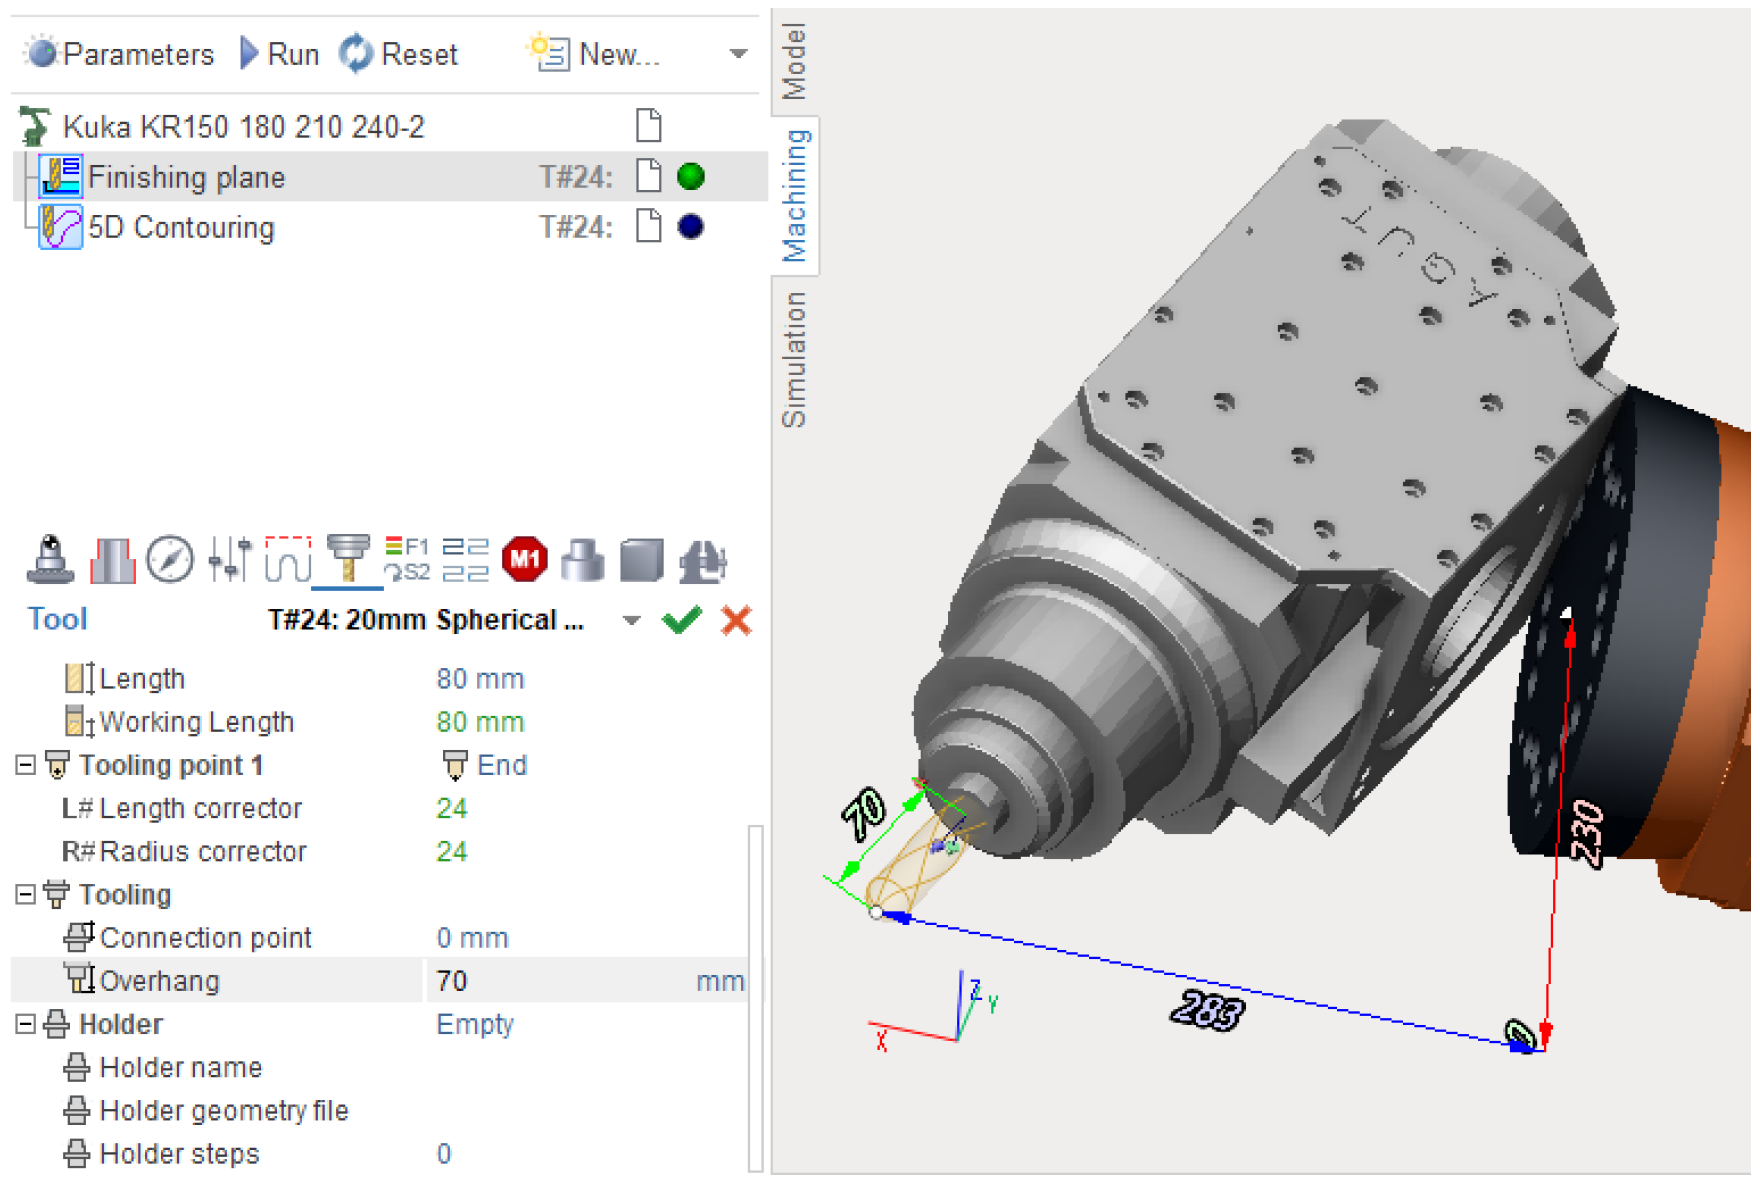 Parameters Run Reset New...
Kuka KR150 180 210 240-2
Finishing plane T#24:
5D Contouring T#24:
Model
Machining
Simulation
F1
S2
M1
Tool T#24: 20mm Spherical ...
Length 80 mm
Working Length 80 mm
Tooling point 1 End
L# Length corrector 24
R# Radius corrector 24
Tooling
Connection point 0 mm
Overhang 70 mm
Holder Empty
Holder name
Holder geometry file
Holder steps 0
70
230
283
0
Z
Y
X